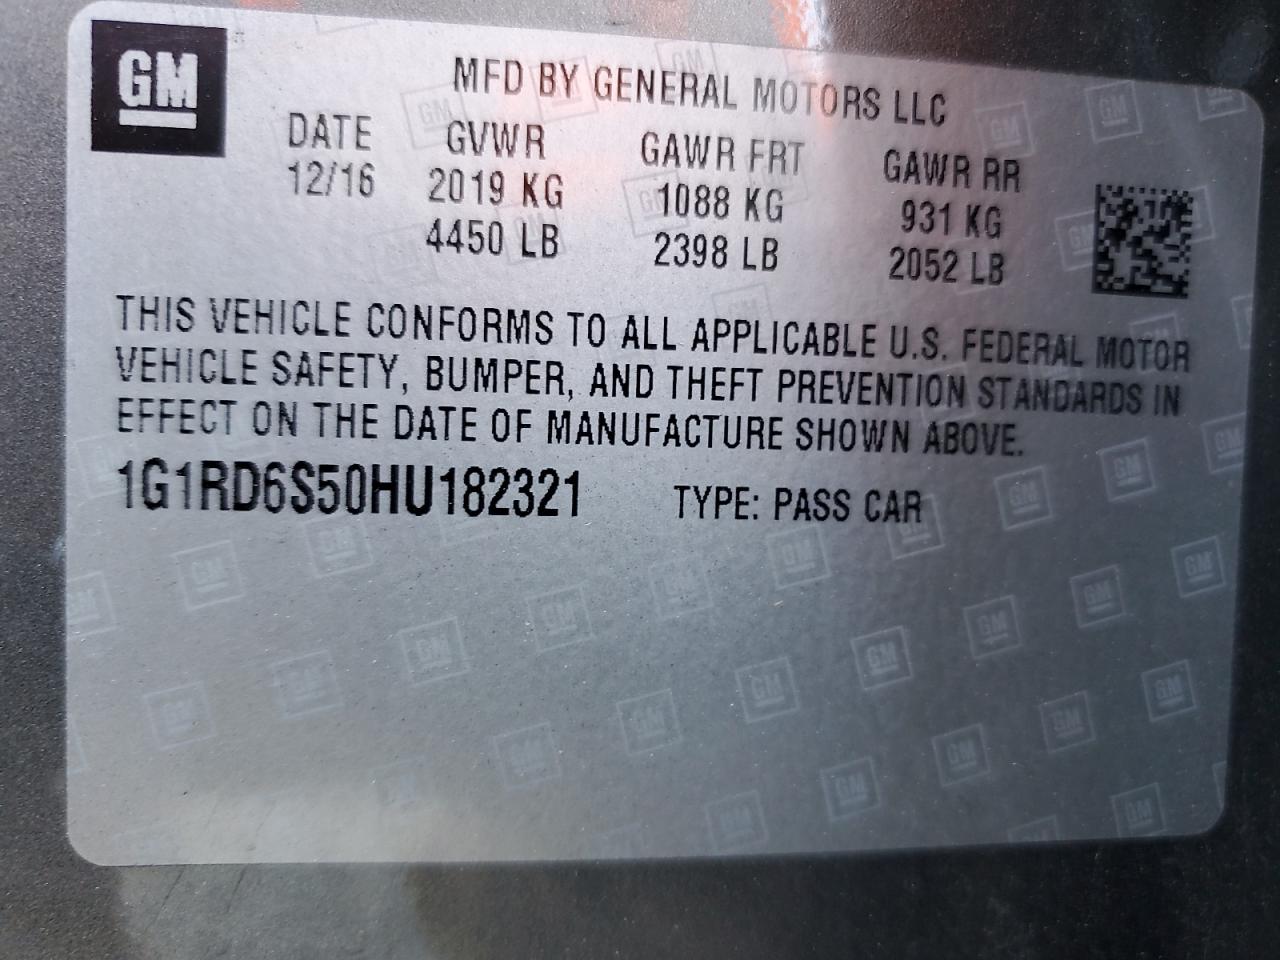 GM
MFD BY GENERAL MOTORS LLC
DATE GVWR GAWR FRT GAWR RR
12/16 2019 KG 1088 KG 931 KG
4450 LB 2398 LB 2052 LB
THIS VEHICLE CONFORMS TO ALL APPLICABLE U.S. FEDERAL MOTOR
VEHICLE SAFETY, BUMPER, AND THEFT PREVENTION STANDARDS IN
EFFECT ON THE DATE OF MANUFACTURE SHOWN ABOVE.
1G1RD6S50HU182321 TYPE: PASS CAR